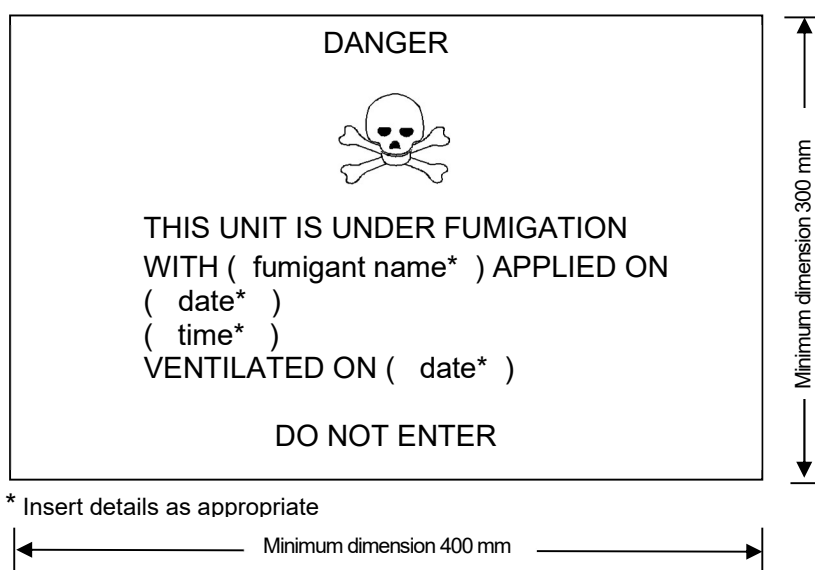 DANGER
THIS UNIT IS UNDER FUMIGATION
WITH ( fumigant name* ) APPLIED ON
( date* )
( time* )
VENTILATED ON ( date* )
DO NOT ENTER
* Insert details as appropriate
Minimum dimension 400 mm
Minimum dimension 300 mm